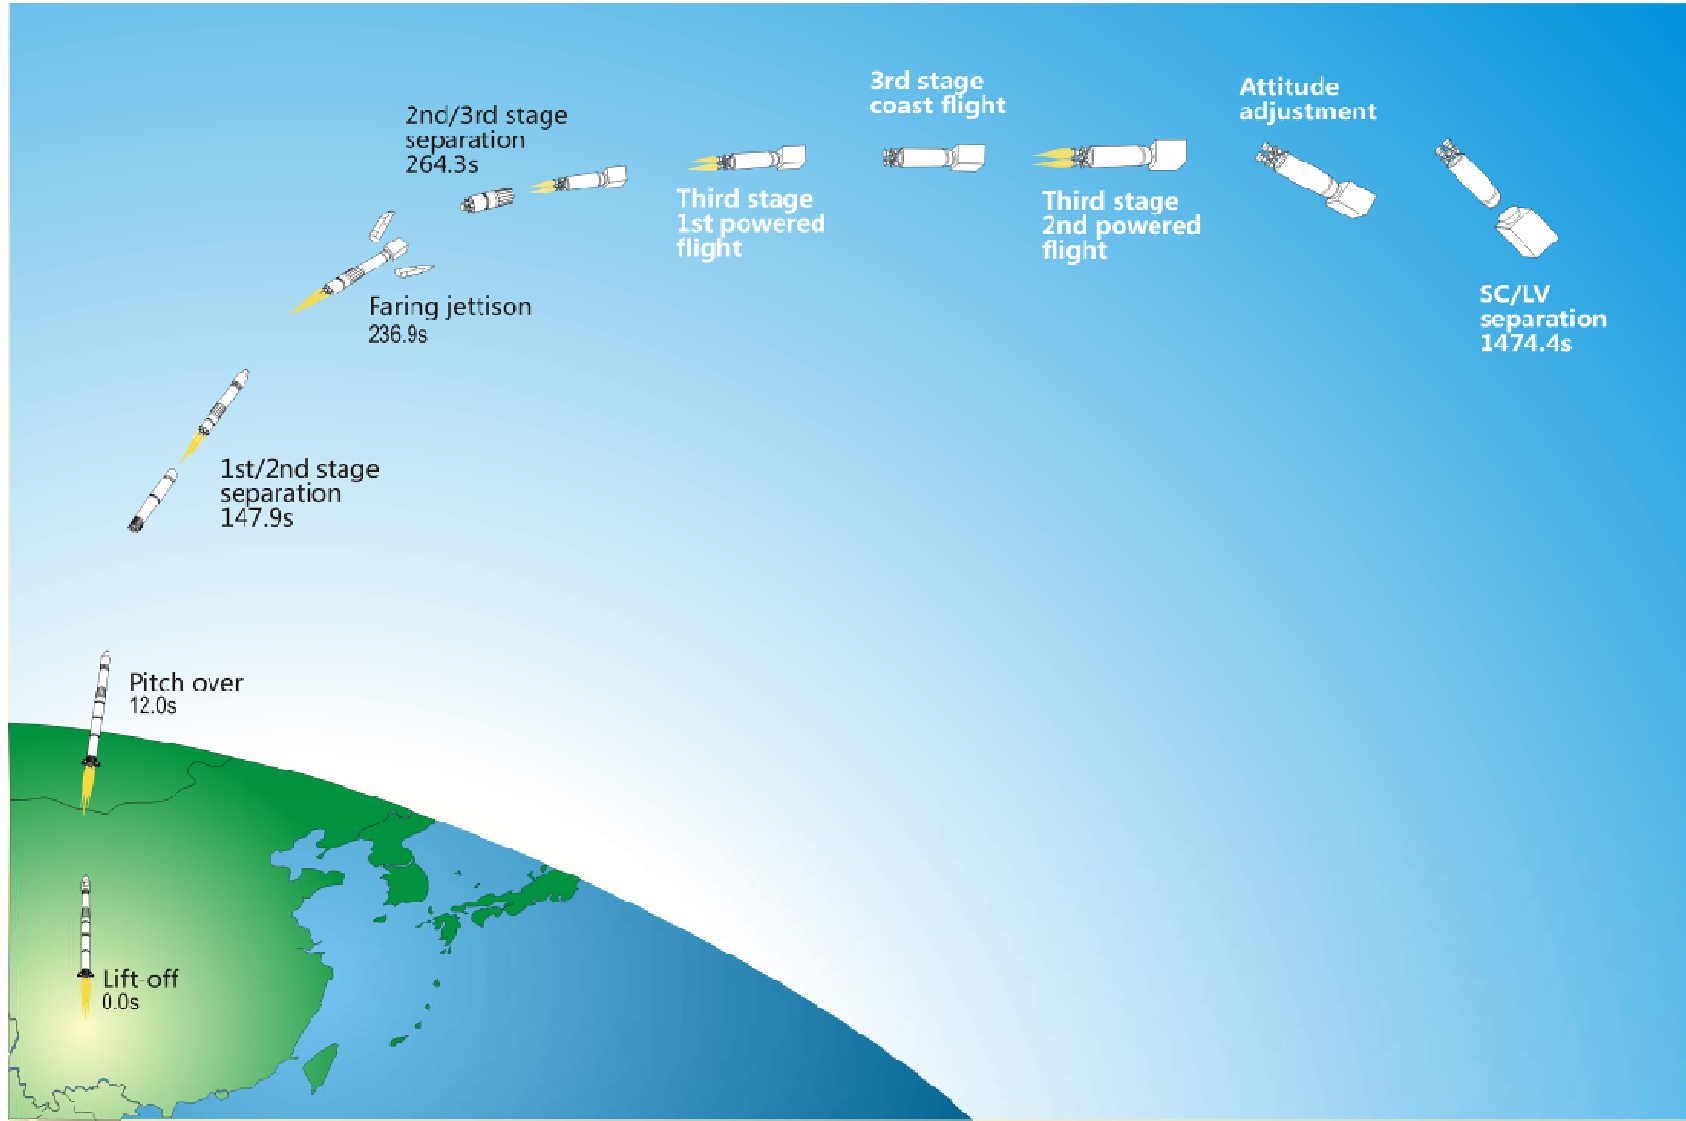 Lift-off
0.0s
Pitch over
12.0s
1st/2nd stage
separation
147.9s
Faring jettison
236.9s
2nd/3rd stage
separation
264.3s
Third stage
1st powered
flight
3rd stage
coast flight
Third stage
2nd powered
flight
Attitude
adjustment
SC/LV
separation
1474.4s